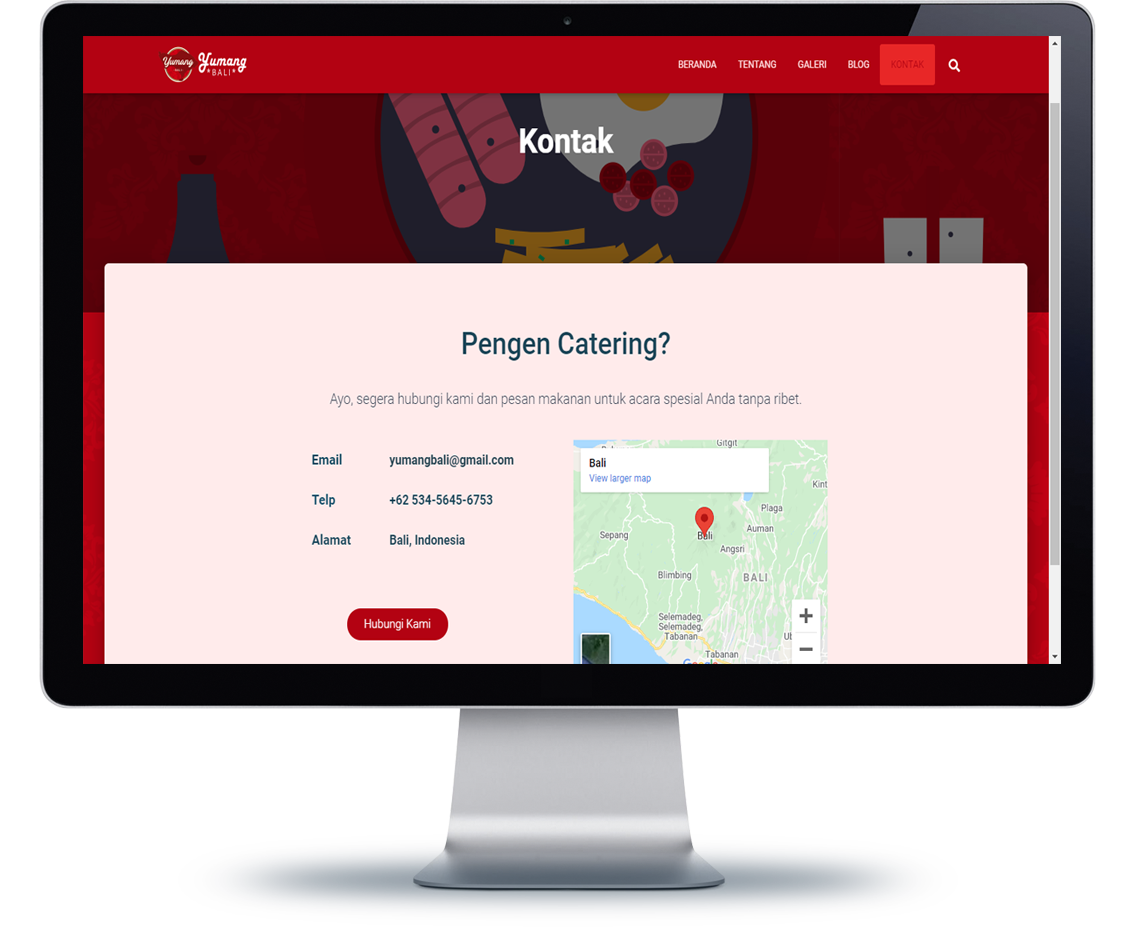 Yumang
BALI
Yumang
*BALI*
BERANDA
TENTANG
GALERI
BLOG
KONTAK
Kontak
Pengen Catering?
Ayo, segera hubungi kami dan pesan makanan untuk acara spesial Anda tanpa ribet.
Email yumangbali@gmail.com
Telp +62 534-5645-6753
Alamat Bali, Indonesia
Hubungi Kami
Gitgit
Bali
View larger map
Kint
Plaga
Sepang
Bali
Auman
Angsri
Blimbing
BALI
Selemadeg,
Selemadeg,
Tabanan
+
Ub
−
Tabanan
Google